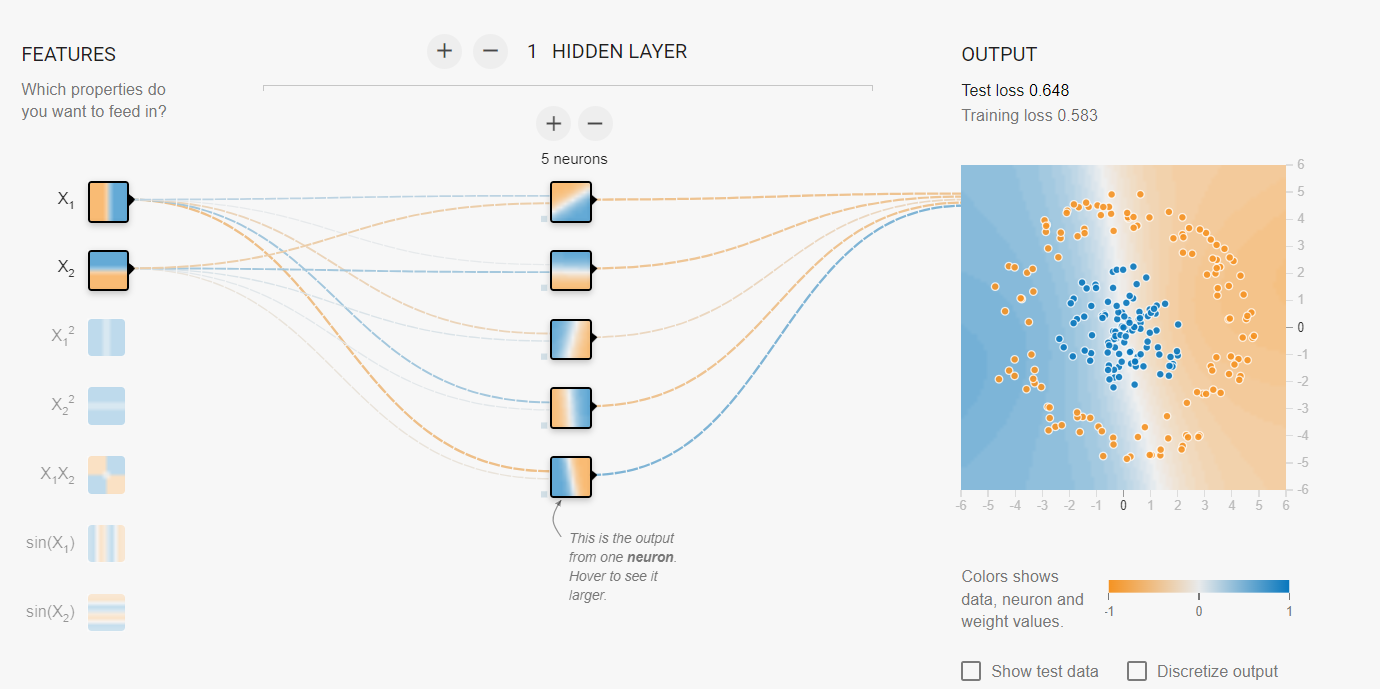 FEATURES
Which properties do
you want to feed in?
X1
X2
X1²
X2²
X1X2
sin(X1)
sin(X2)
+ − 1 HIDDEN LAYER
+ −
5 neurons
This is the output
from one neuron.
Hover to see it
larger.
OUTPUT
Test loss 0.648
Training loss 0.583
6
5
4
3
2
1
0
-1
-2
-3
-4
-5
-6
-6 -5 -4 -3 -2 -1 0 1 2 3 4 5 6
Colors shows
data, neuron and
weight values.
-1 0 1
Show test data Discretize output